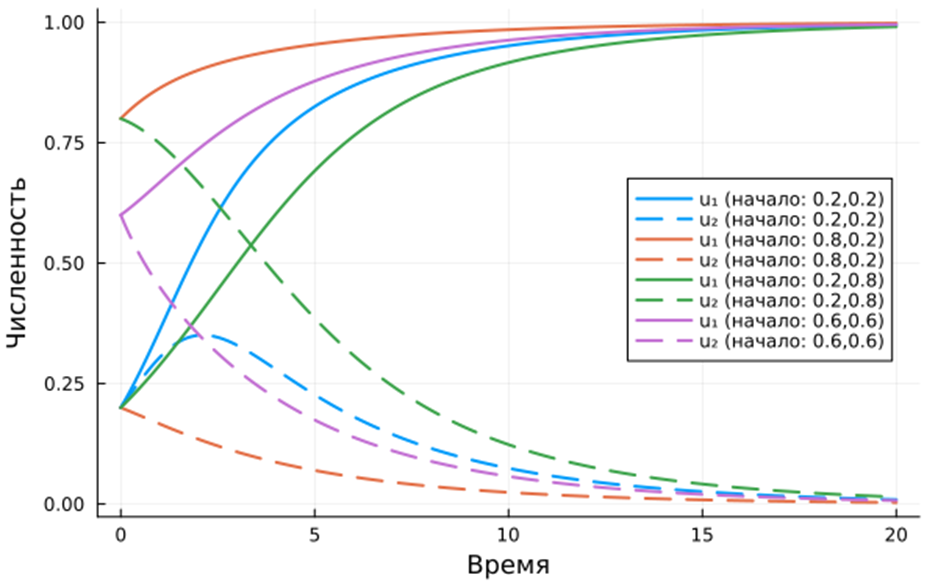 1.00
0.75
0.50
0.25
0.00
Численность
u₁ (начало: 0.2,0.2)
u₂ (начало: 0.2,0.2)
u₁ (начало: 0.8,0.2)
u₂ (начало: 0.8,0.2)
u₁ (начало: 0.2,0.8)
u₂ (начало: 0.2,0.8)
u₁ (начало: 0.6,0.6)
u₂ (начало: 0.6,0.6)
0 5 10 15 20
Время